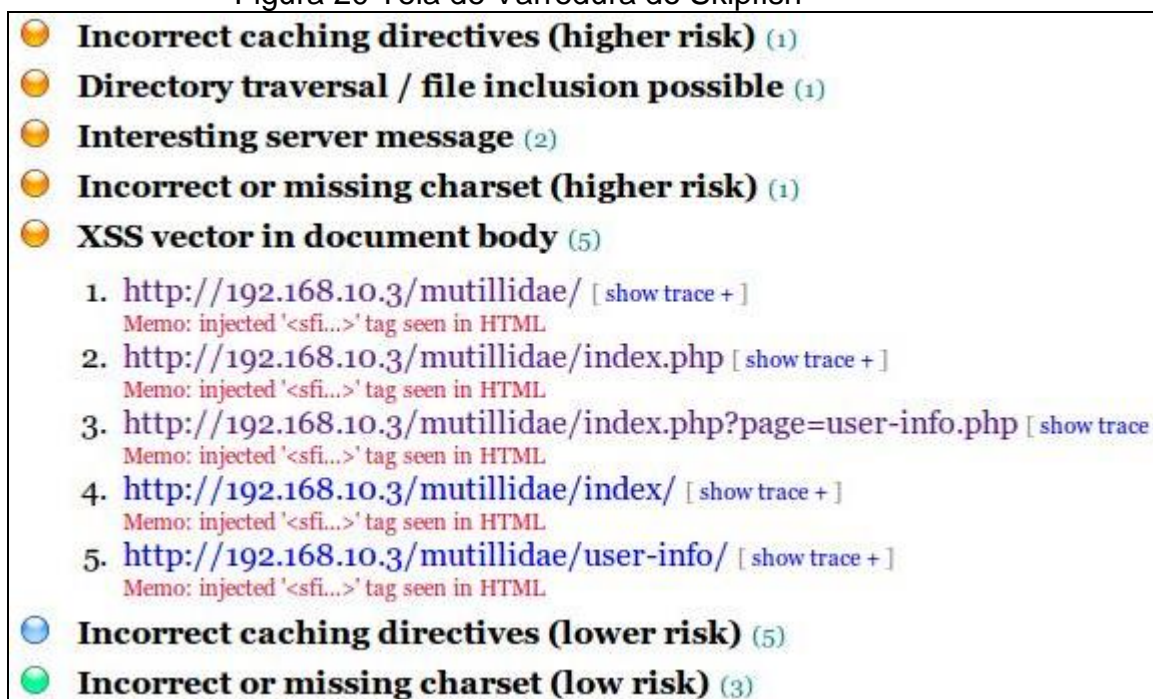 Figura 20 Tela de Varredura do Skipfish
Incorrect caching directives (higher risk) (1)
Directory traversal / file inclusion possible (1)
Interesting server message (2)
Incorrect or missing charset (higher risk) (1)
XSS vector in document body (5)
1. http://192.168.10.3/mutillidae/ [ show trace + ]
Memo: injected '<sfi...>' tag seen in HTML
2. http://192.168.10.3/mutillidae/index.php [ show trace + ]
Memo: injected '<sfi...>' tag seen in HTML
3. http://192.168.10.3/mutillidae/index.php?page=user-info.php [ show trace
Memo: injected '<sfi...>' tag seen in HTML
4. http://192.168.10.3/mutillidae/index/ [ show trace + ]
Memo: injected '<sfi...>' tag seen in HTML
5. http://192.168.10.3/mutillidae/user-info/ [ show trace + ]
Memo: injected '<sfi...>' tag seen in HTML
Incorrect caching directives (lower risk) (5)
Incorrect or missing charset (low risk) (3)